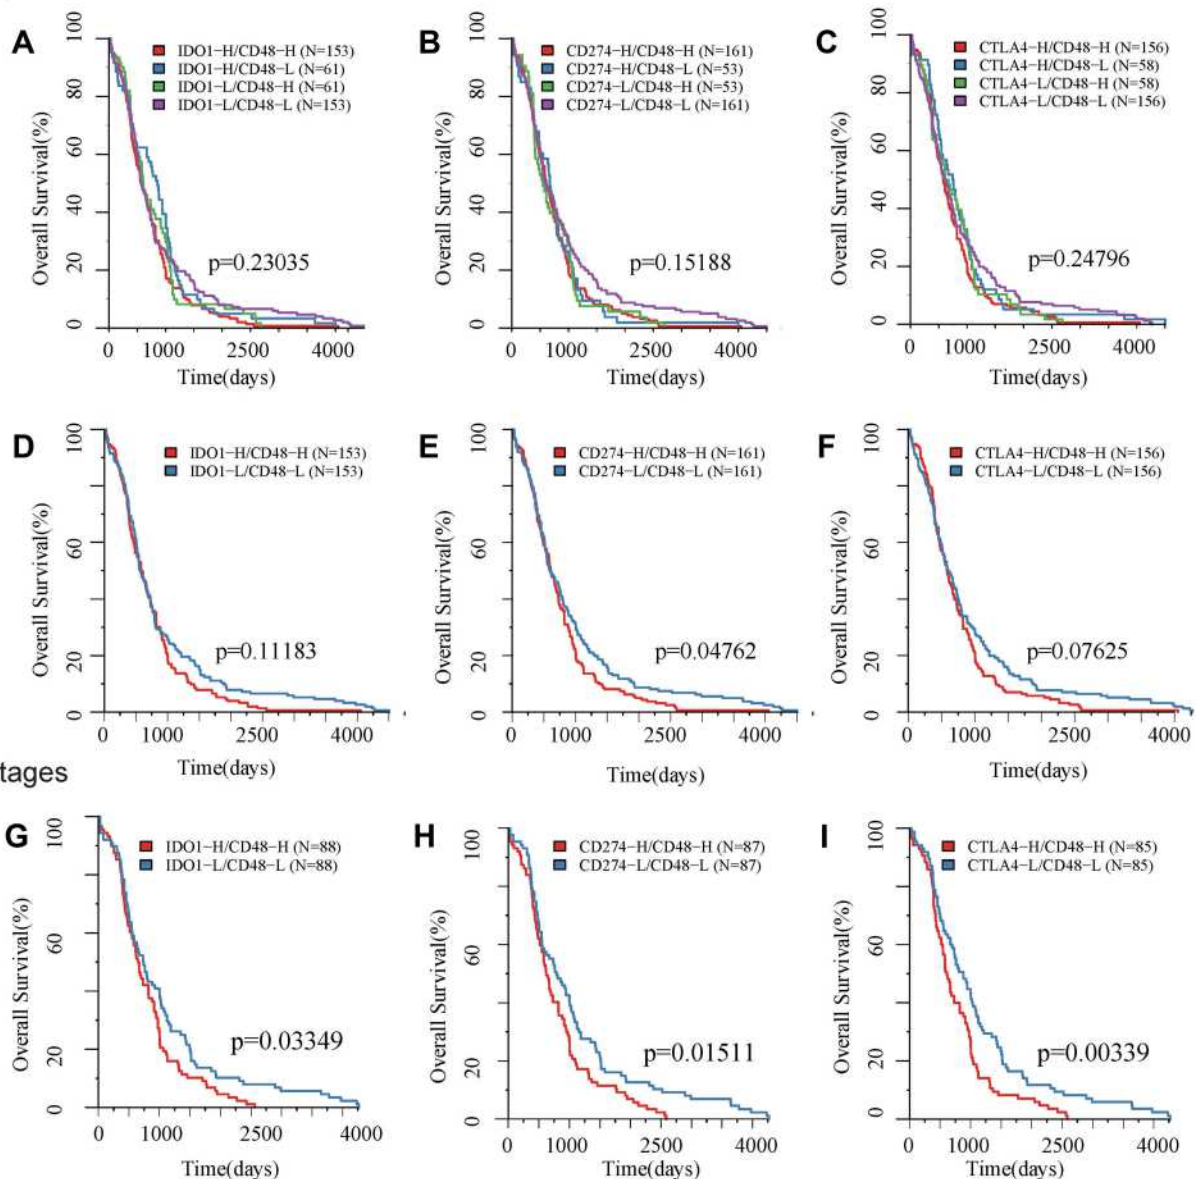 A
IDO1−H/CD48−H (N=153)
IDO1−H/CD48−L (N=61)
IDO1−L/CD48−H (N=61)
IDO1−L/CD48−L (N=153)
Overall Survival(%)
100
80
60
40
20
0
p=0.23035
0 1000 2500 4000
Time(days)
B
CD274−H/CD48−H (N=161)
CD274−H/CD48−L (N=53)
CD274−L/CD48−H (N=53)
CD274−L/CD48−L (N=161)
Overall Survival(%)
100
80
60
40
20
0
p=0.15188
0 1000 2500 4000
Time(days)
C
CTLA4−H/CD48−H (N=156)
CTLA4−H/CD48−L (N=58)
CTLA4−L/CD48−H (N=58)
CTLA4−L/CD48−L (N=156)
Overall Survival(%)
100
80
60
40
20
0
p=0.24796
0 1000 2500 4000
Time(days)
D
IDO1−H/CD48−H (N=153)
IDO1−L/CD48−L (N=153)
Overall Survival(%)
100
60
20
0
p=0.11183
0 1000 2500 4000
Time(days)
E
CD274−H/CD48−H (N=161)
CD274−L/CD48−L (N=161)
Overall Survival(%)
100
60
20
0
p=0.04762
0 1000 2500 4000
Time(days)
F
CTLA4−H/CD48−H (N=156)
CTLA4−L/CD48−L (N=156)
Overall Survival(%)
100
60
20
0
p=0.07625
0 1000 2500 4000
Time(days)
tages
G
IDO1−H/CD48−H (N=88)
IDO1−L/CD48−L (N=88)
Overall Survival(%)
100
60
20
0
p=0.03349
0 1000 2500 4000
Time(days)
H
CD274−H/CD48−H (N=87)
CD274−L/CD48−L (N=87)
Overall Survival(%)
100
60
20
0
p=0.01511
0 1000 2500 4000
Time(days)
I
CTLA4−H/CD48−H (N=85)
CTLA4−L/CD48−L (N=85)
Overall Survival(%)
100
60
20
0
p=0.00339
0 1000 2500 4000
Time(days)